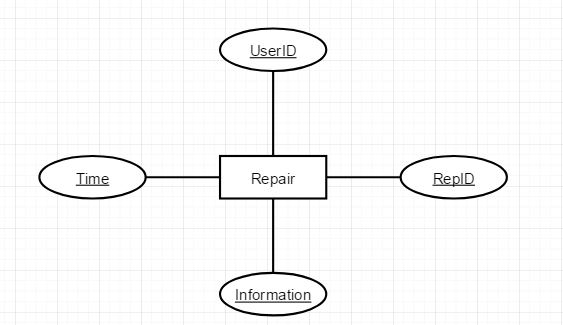 UserID
Time
Repair
RepID
Information